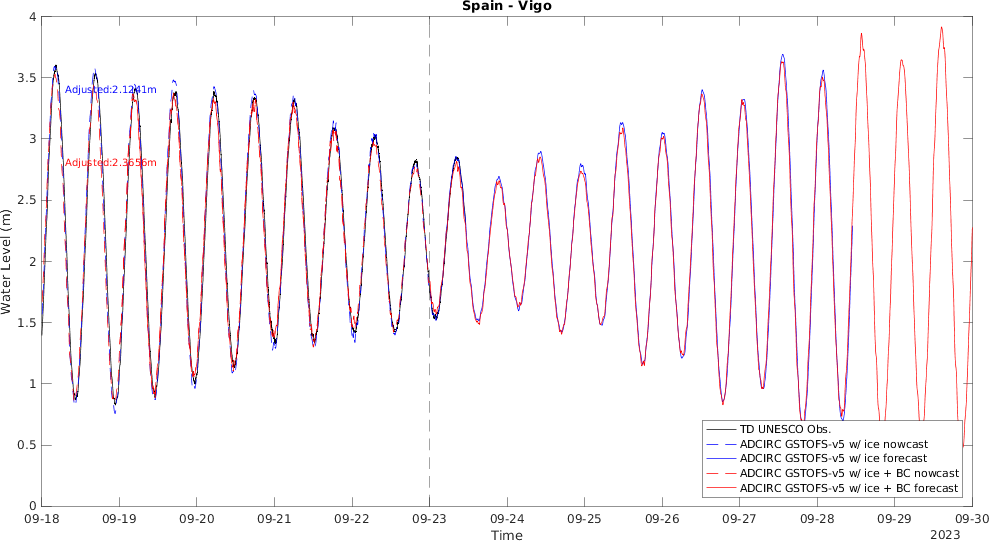 Spain - Vigo
4
3.5
3
2.5
2
1.5
1
0.5
0
Water Level (m)
Adjusted:2.1241m
Adjusted:2.3656m
TD UNESCO Obs.
ADCIRC GSTOFS-v5 w/ ice nowcast
ADCIRC GSTOFS-v5 w/ ice forecast
ADCIRC GSTOFS-v5 w/ ice + BC nowcast
ADCIRC GSTOFS-v5 w/ ice + BC forecast
09-18 09-19 09-20 09-21 09-22 09-23 09-24 09-25 09-26 09-27 09-28 09-29 09-30
Time
2023